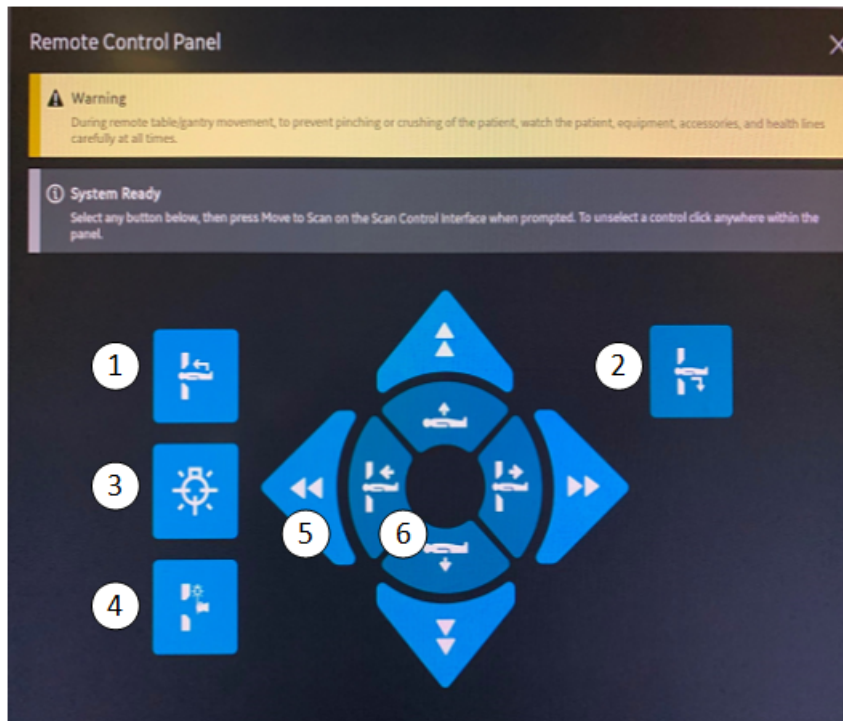 Remote Control Panel
Warning
During remote table/gantry movement, to prevent pinching or crushing of the patient, watch the patient, equipment, accessories, and health lines
carefully at all times.
System Ready
Select any button below, then press Move to Scan on the Scan Control Interface when prompted. To unselect a control click anywhere within the
panel.
1
2
3
4
5
6